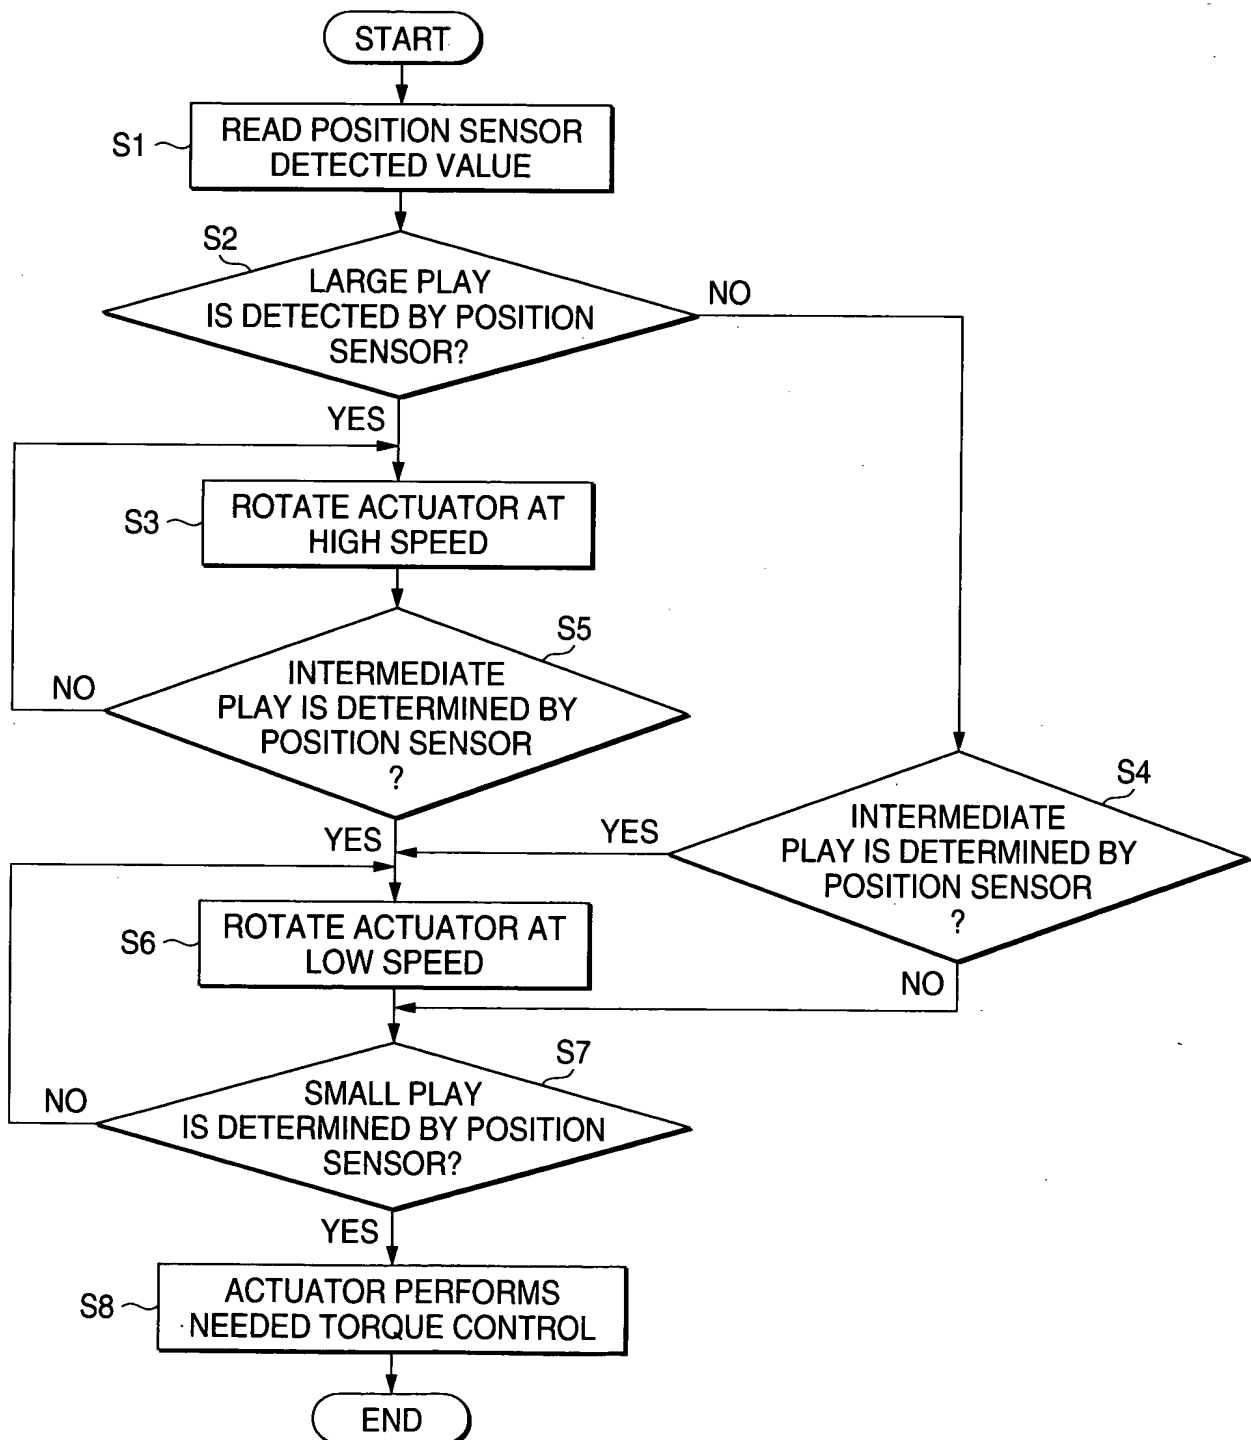 START
S1
READ POSITION SENSOR
DETECTED VALUE
S2
LARGE PLAY
IS DETECTED BY POSITION
SENSOR?
NO
YES
S3
ROTATE ACTUATOR AT
HIGH SPEED
S5
INTERMEDIATE
PLAY IS DETERMINED BY
POSITION SENSOR
?
NO
YES
S4
INTERMEDIATE
PLAY IS DETERMINED BY
POSITION SENSOR
?
YES
NO
S6
ROTATE ACTUATOR AT
LOW SPEED
S7
SMALL PLAY
IS DETERMINED BY POSITION
SENSOR?
NO
YES
S8
ACTUATOR PERFORMS
NEEDED TORQUE CONTROL
END